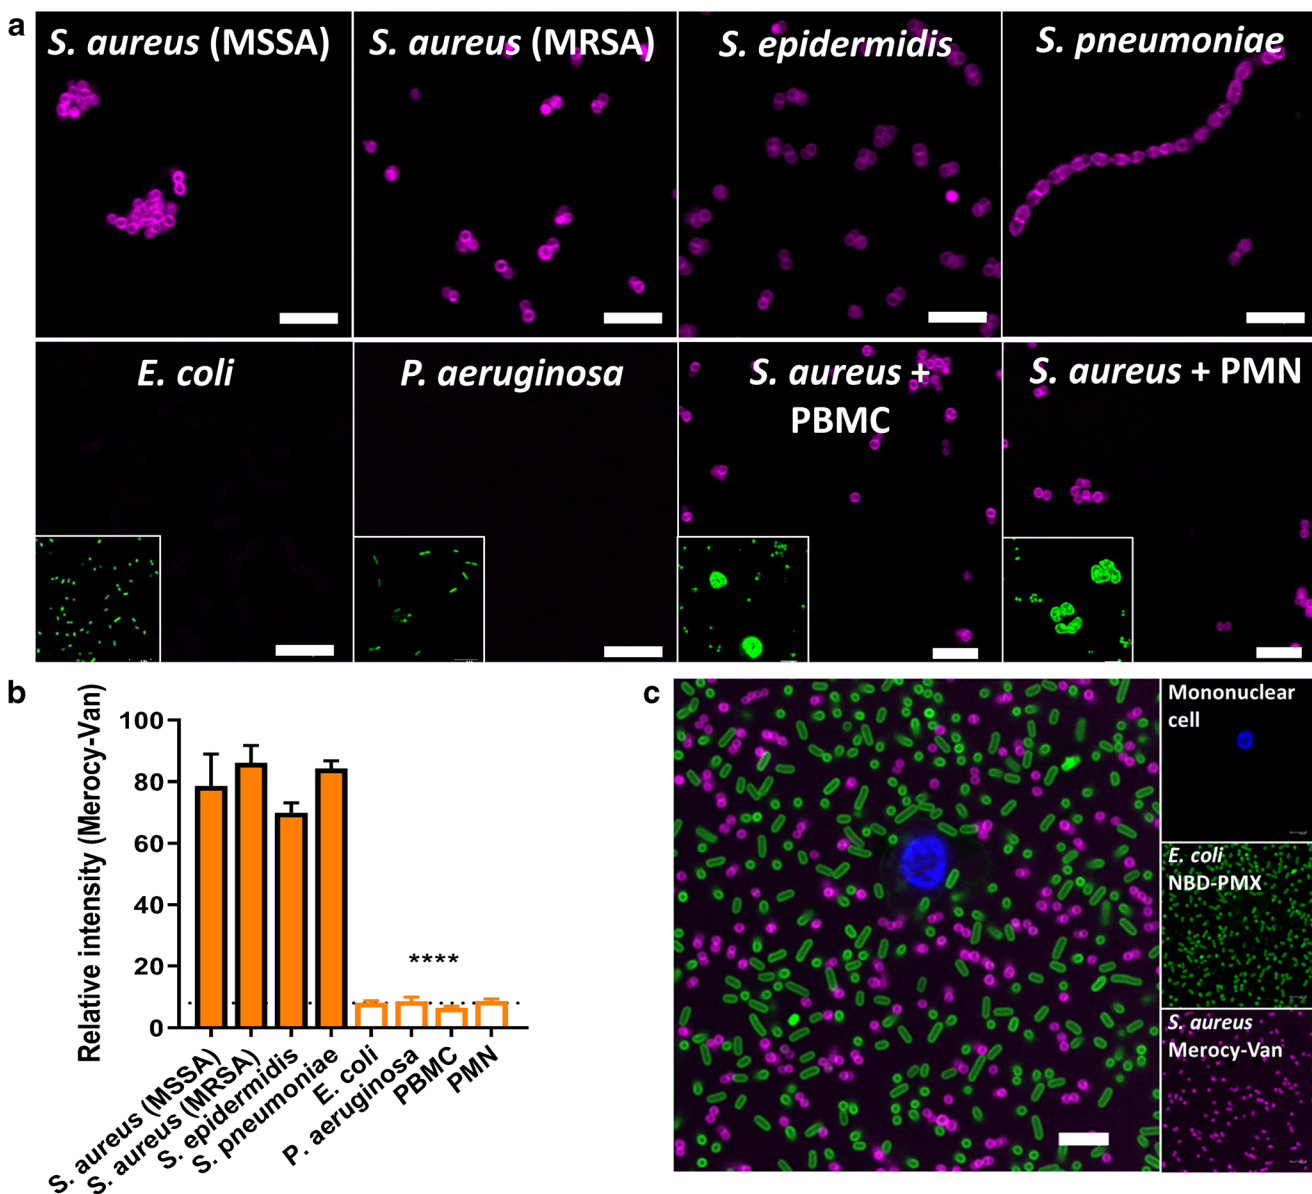 a
S. aureus (MSSA)
S. aureus (MRSA)
S. epidermidis
S. pneumoniae
E. coli
P. aeruginosa
S. aureus +
PBMC
S. aureus + PMN
b
Relative intensity (Merocy-Van)
100
80
60
40
20
0
****
S. aureus (MSSA)
S. aureus (MRSA)
S. epidermidis
S. pneumoniae
E. coli
P. aeruginosa
PBMC
PMN
c
Mononuclear
cell
E. coli
NBD-PMX
S. aureus
Merocy-Van